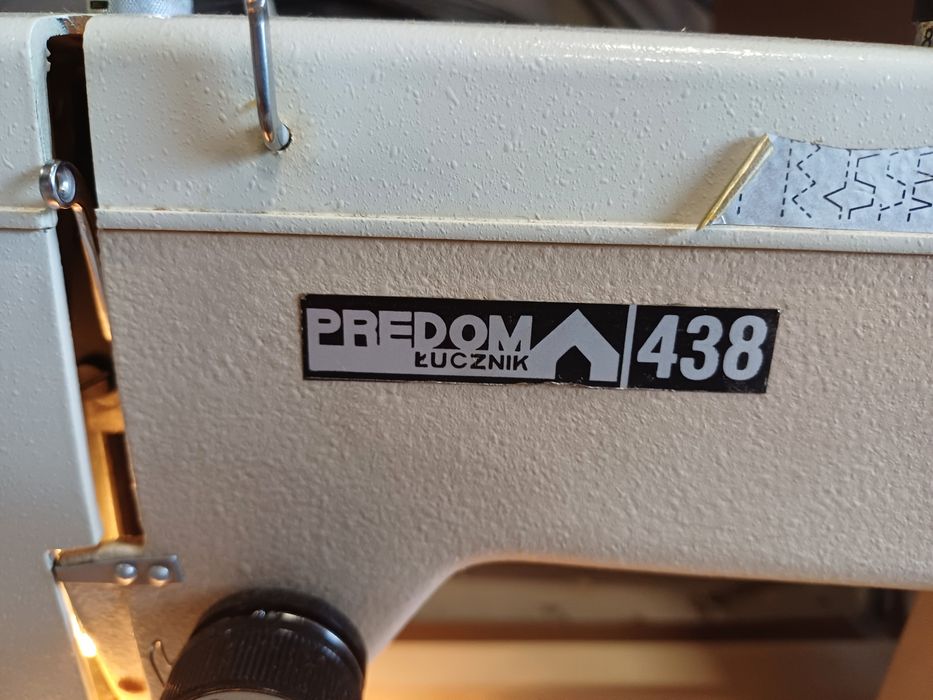 PREDOM
ŁUCZNIK
438